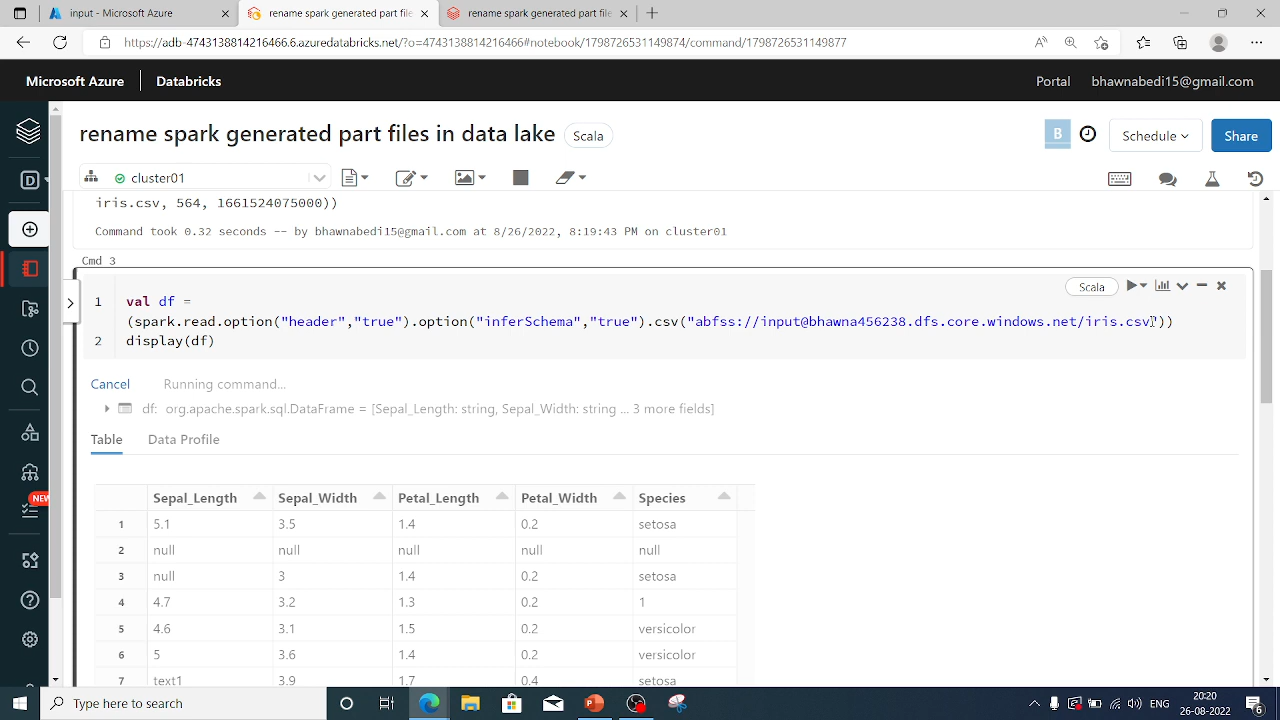 input - Microsoft Azure
rename spark generated part file
rename spark generated part file
https://adb-4743138814216466.6.azuredatabricks.net/?o=4743138814216466#notebook/1798726531149874/command/1798726531149877
Microsoft Azure
Databricks
Portal
bhawnabedi15@gmail.com
rename spark generated part files in data lake
Scala
B
Schedule
Share
D
cluster01
iris.csv, 564, 1661524075000))
Command took 0.32 seconds -- by bhawnabedi15@gmail.com at 8/26/2022, 8:19:43 PM on cluster01
Cmd 3
Scala
1 val df =
(spark.read.option("header","true").option("inferSchema","true").csv("abfss://input@bhawna456238.dfs.core.windows.net/iris.csv"))
2 display(df)
Cancel Running command...
df: org.apache.spark.sql.DataFrame = [Sepal_Length: string, Sepal_Width: string ... 3 more fields]
Table Data Profile
Sepal_Length Sepal_Width Petal_Length Petal_Width Species
1 5.1 3.5 1.4 0.2 setosa
2 null null null null null
3 null 3 1.4 0.2 setosa
4 4.7 3.2 1.3 0.2 1
5 4.6 3.1 1.5 0.2 versicolor
6 5 3.6 1.4 0.2 versicolor
7 text1 3.9 1.7 0.4 setosa
NEW
Type here to search
ENG
20:20
26-08-2022
6